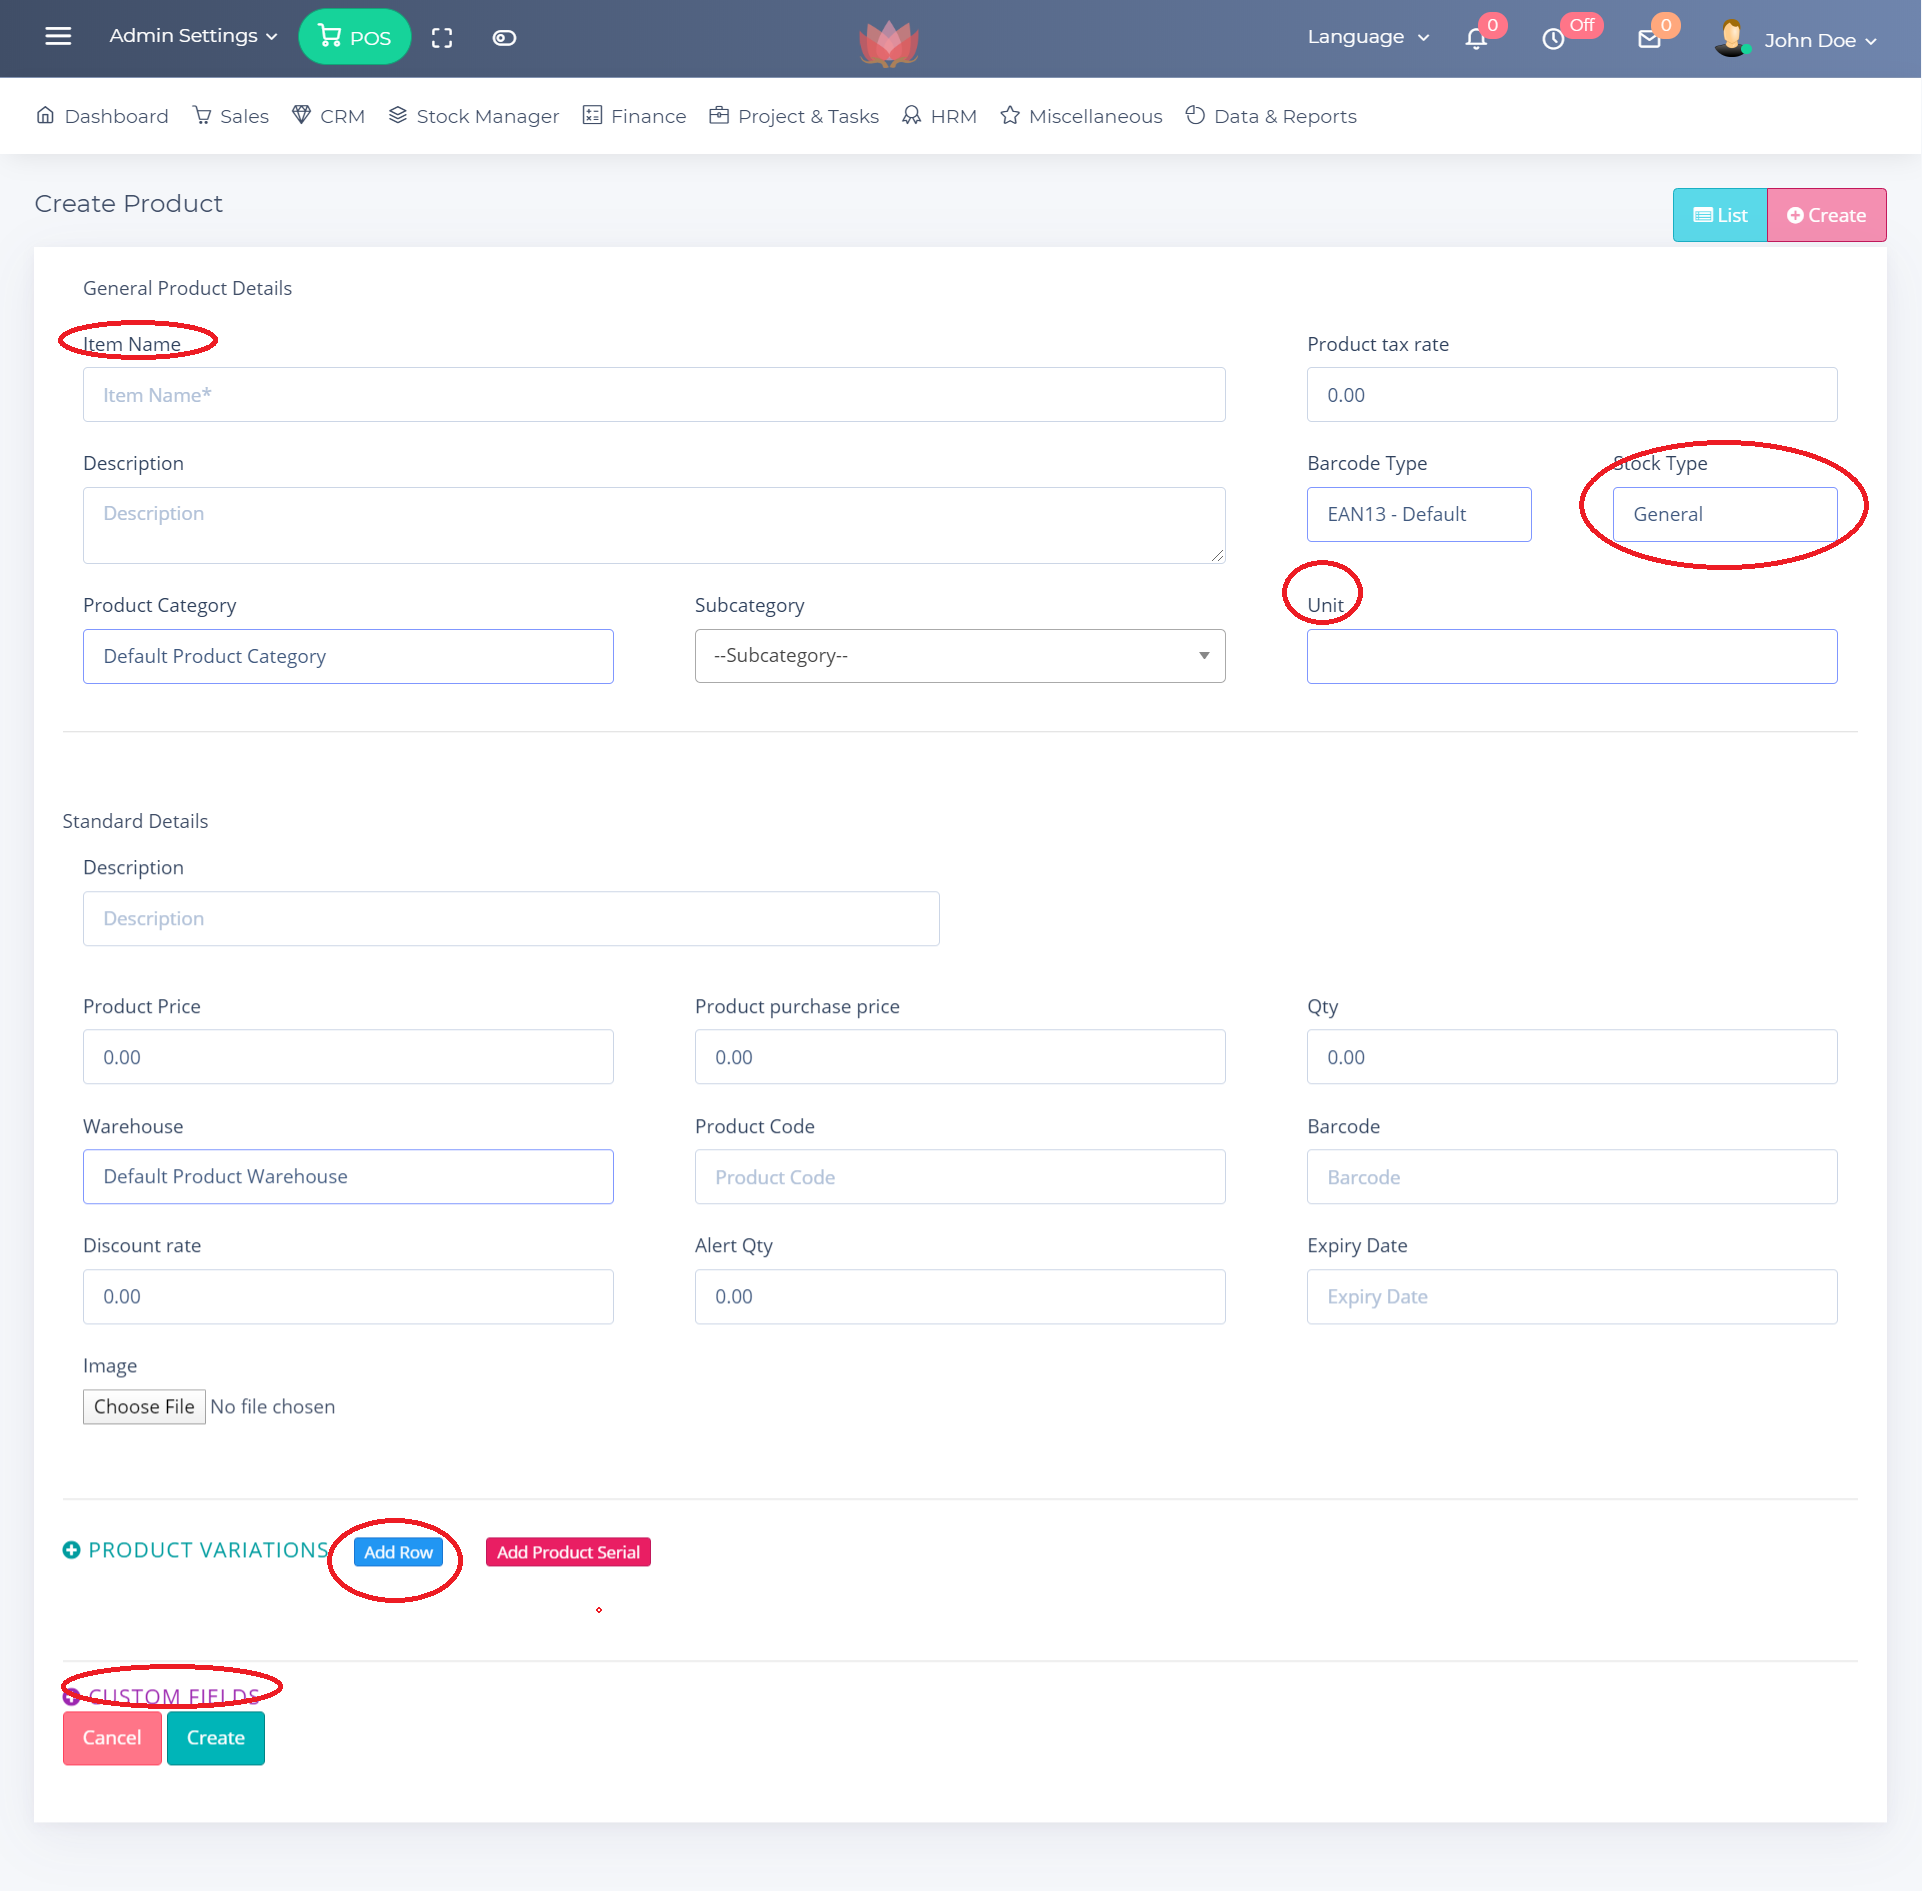 Admin Settings POS Language 0 Off 0 John Doe
Dashboard Sales CRM Stock Manager Finance Project & Tasks HRM Miscellaneous Data & Reports
Create Product
List Create
General Product Details
Item Name
Item Name*
Product tax rate
0.00
Description
Description
Barcode Type
EAN13 - Default
Stock Type
General
Product Category
Default Product Category
Subcategory
--Subcategory--
Unit
Standard Details
Description
Description
Product Price
0.00
Product purchase price
0.00
Qty
0.00
Warehouse
Default Product Warehouse
Product Code
Product Code
Barcode
Barcode
Discount rate
0.00
Alert Qty
0.00
Expiry Date
Expiry Date
Image
Choose File No file chosen
PRODUCT VARIATIONS Add Row Add Product Serial
CUSTOM FIELDS
Cancel Create